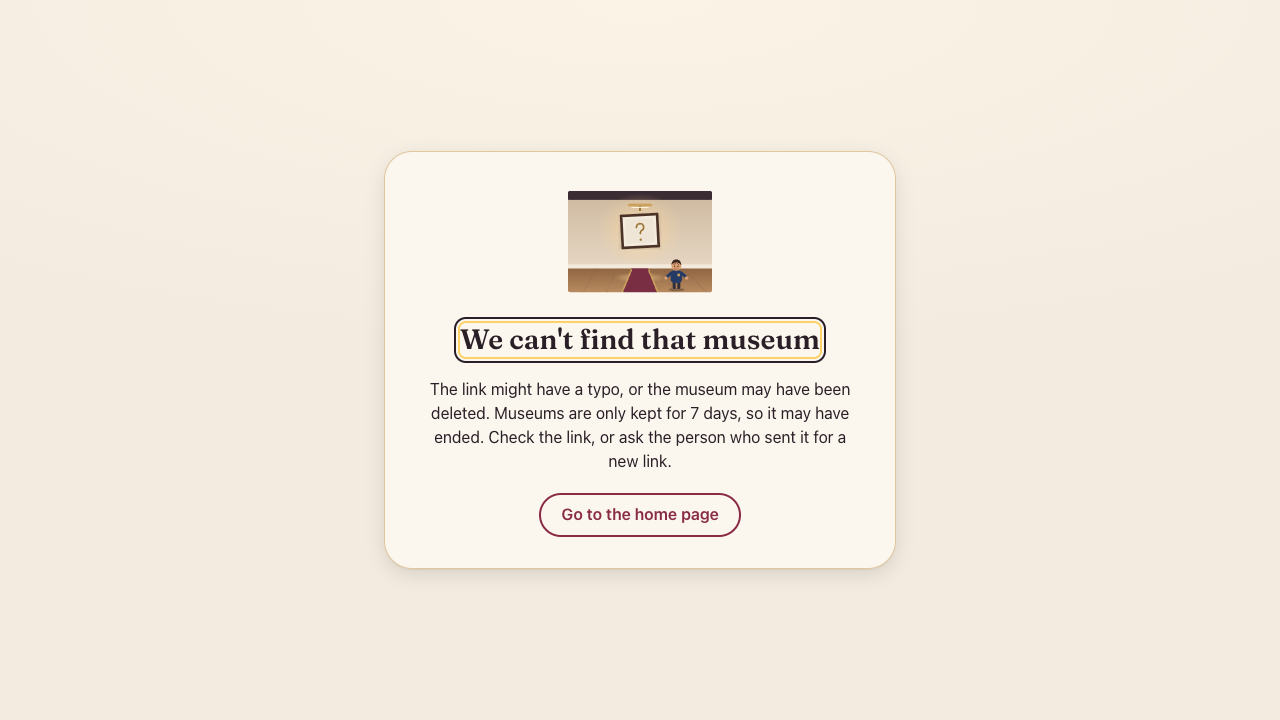 ?
We can't find that museum
The link might have a typo, or the museum may have been
deleted. Museums are only kept for 7 days, so it may have
ended. Check the link, or ask the person who sent it for a
new link.
Go to the home page